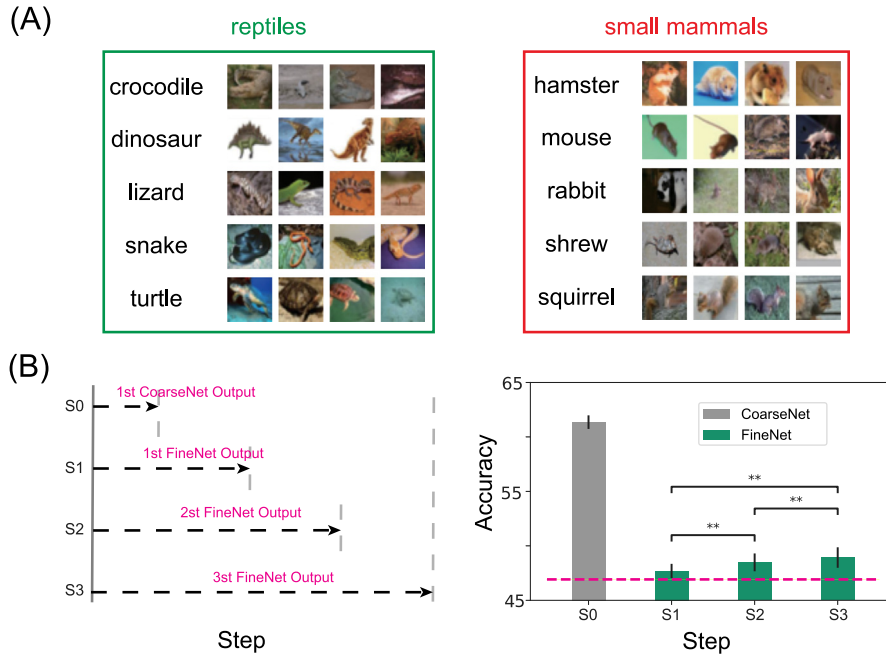 (A)
reptiles
crocodile
dinosaur
lizard
snake
turtle
small mammals
hamster
mouse
rabbit
shrew
squirrel
(B)
S0
1st CoarseNet Output
S1
1st FineNet Output
S2
2st FineNet Output
S3
3st FineNet Output
Step
65
55
45
Accuracy
CoarseNet
FineNet
**
**
**
S0 S1 S2 S3
Step